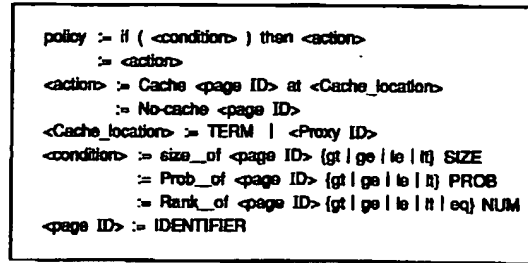 policy := if ( <condition> ) then <action>
:= <action>
<action> := Cache <page ID> at <Cache_location>
:= No-cache <page ID>
<Cache_location> := TERM | <Proxy ID>
<condition> := size_of <page ID> {gt | ge | le | lt} SIZE
:= Prob_of <page ID> {gt | ge | le | lt} PROB
:= Rank_of <page ID> {gt | ge | le | lt | eq} NUM
<page ID> := IDENTIFIER